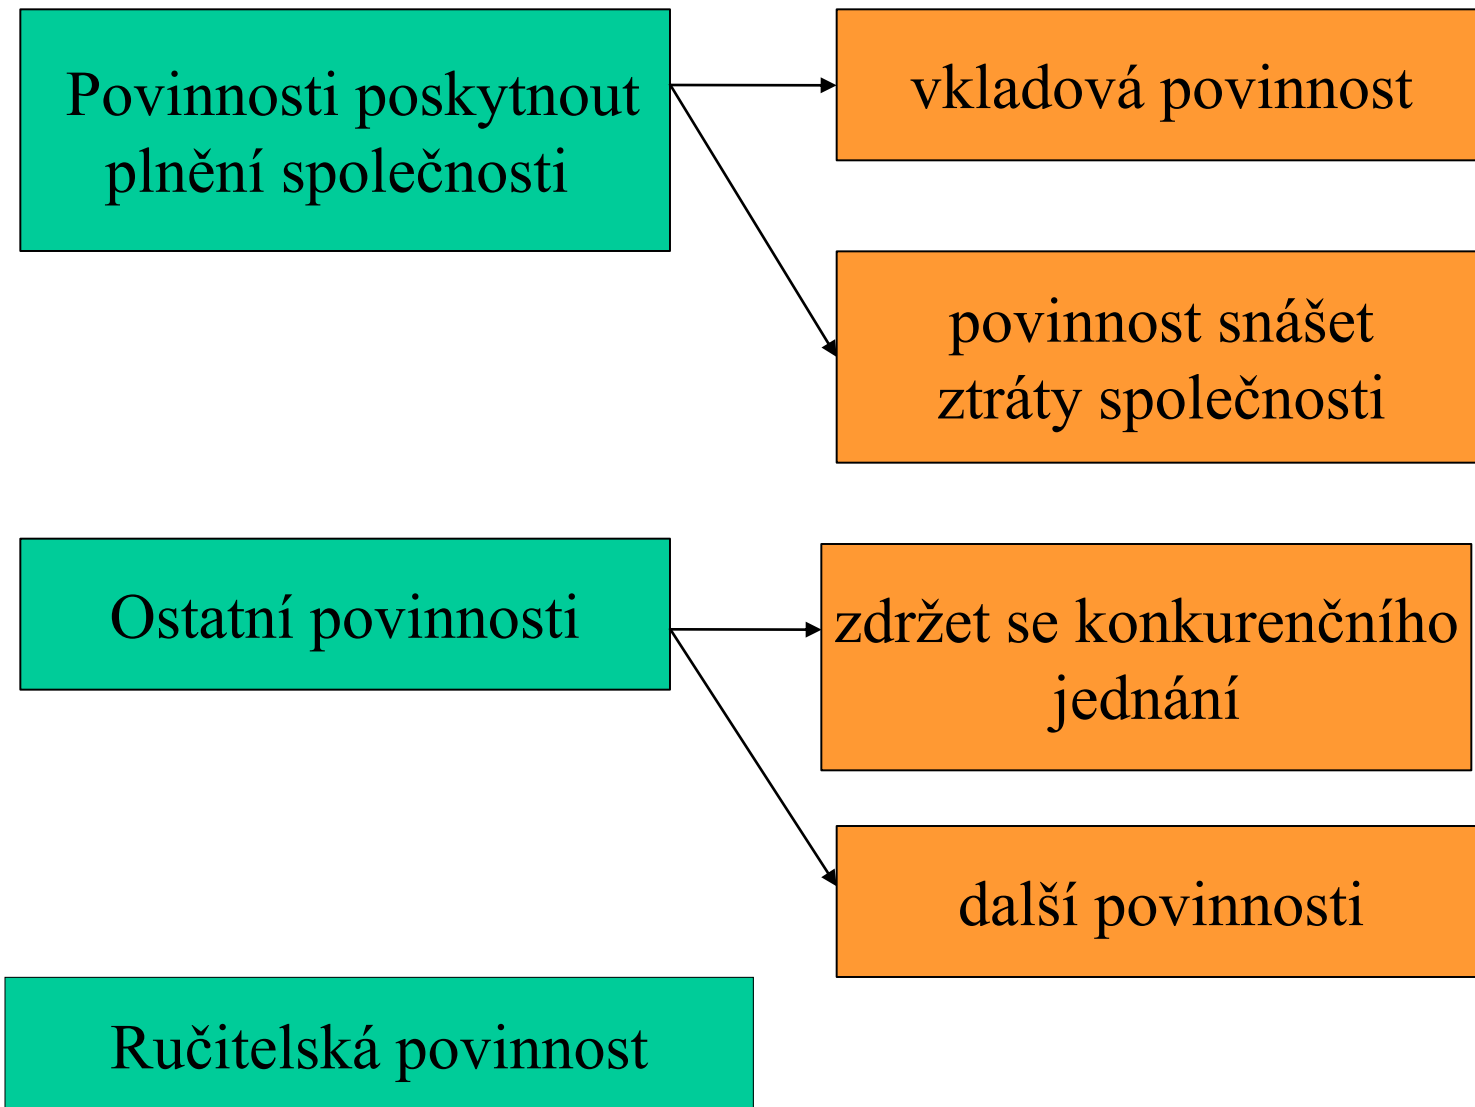 Povinnosti poskytnout
plnění společnosti
vkladová povinnost
povinnost snášet
ztráty společnosti
Ostatní povinnosti
zdržet se konkurenčního
jednání
další povinnosti
Ručitelská povinnost